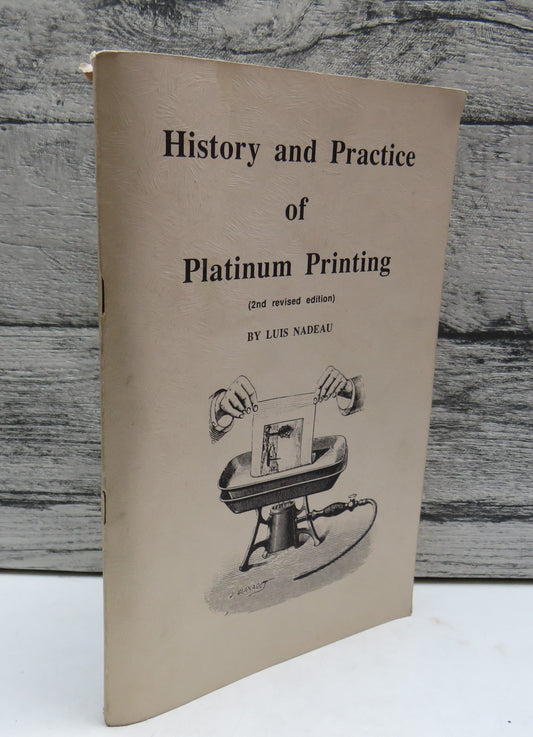 History and Practice
of
Platinum Printing
(2nd revised edition)
BY LUIS NADEAU